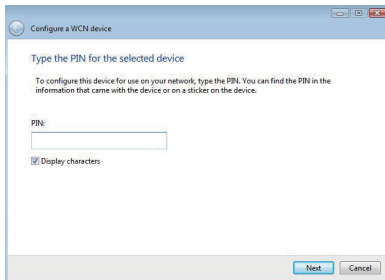 Configure a WCN device
Type the PIN for the selected device
To configure this device for use on your network, type the PIN. You can find the PIN in the
information that came with the device or on a sticker on the device.
PIN:
Display characters
Next Cancel